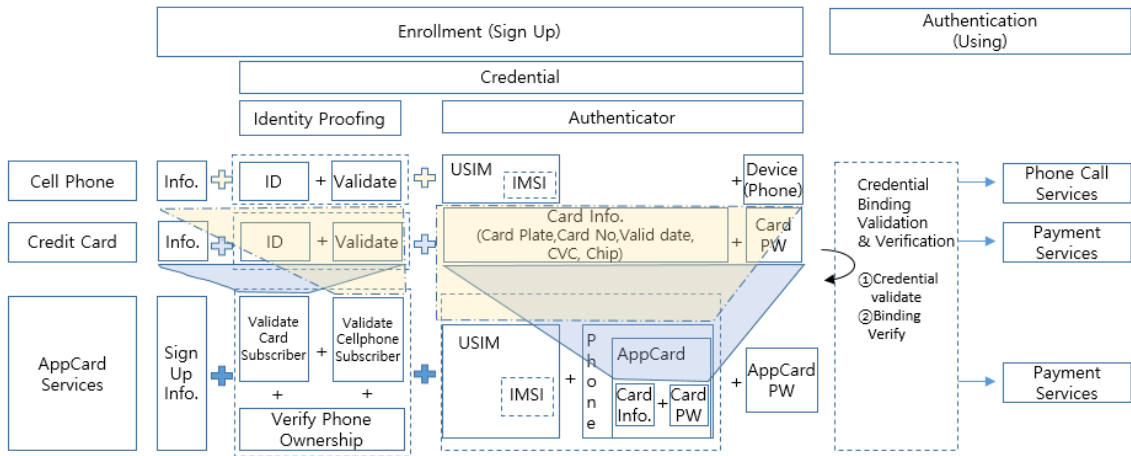 Enrollment (Sign Up)
Authentication
(Using)
Credential
Identity Proofing
Authenticator
Cell Phone
Info.
ID
+ Validate
USIM
IMSI
+ Device
(Phone)
Credential
Binding
Validation
& Verification
①Credential
validate
②Binding
Verify
Phone Call
Services
Credit Card
Info.
ID
+ Validate
Card Info.
(Card Plate,Card No,Valid date,
CVC, Chip)
+
Card
PW
Payment
Services
AppCard
Services
Sign
Up
Info.
Validate
Card
Subscriber
+
Validate
Cellphone
Subscriber
+
+
Verify Phone
Ownership
USIM
IMSI
+
Phone
AppCard
Card
Info.
+
Card
PW
+
AppCard
PW
Payment
Services